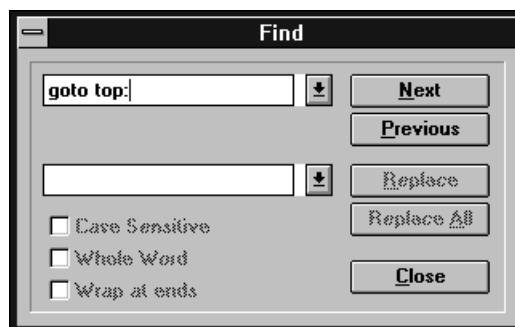 Find
goto top:
Next
Previous
Replace
Replace All
Case Sensitive
Whole Word
Wrap at ends
Close